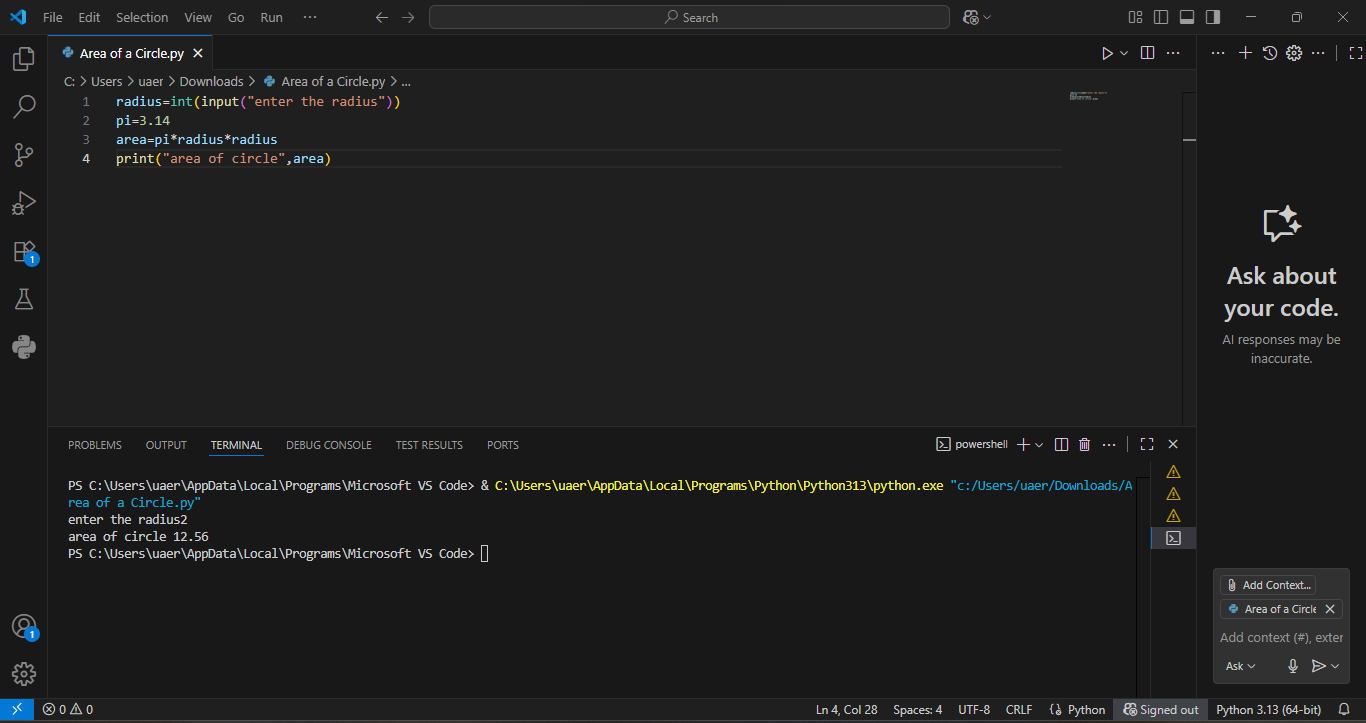 File Edit Selection View Go Run ···
Search
Area of a Circle.py
C: > Users > uaer > Downloads > Area of a Circle.py > ...
1 radius=int(input("enter the radius"))
2 pi=3.14
3 area=pi*radius*radius
4 print("area of circle",area)
Ask about
your code.
AI responses may be
inaccurate.
PROBLEMS OUTPUT TERMINAL DEBUG CONSOLE TEST RESULTS PORTS
powershell
PS C:\Users\uaer\AppData\Local\Programs\Microsoft VS Code> & C:\Users\uaer\AppData\Local\Programs\Python\Python313\python.exe "c:/Users/uaer/Downloads/A
rea of a Circle.py"
enter the radius2
area of circle 12.56
PS C:\Users\uaer\AppData\Local\Programs\Microsoft VS Code>
Add Context...
Area of a Circle
Add context (#), exter
Ask
1
1
0 0
Ln 4, Col 28 Spaces: 4 UTF-8 CRLF Python Signed out Python 3.13 (64-bit)